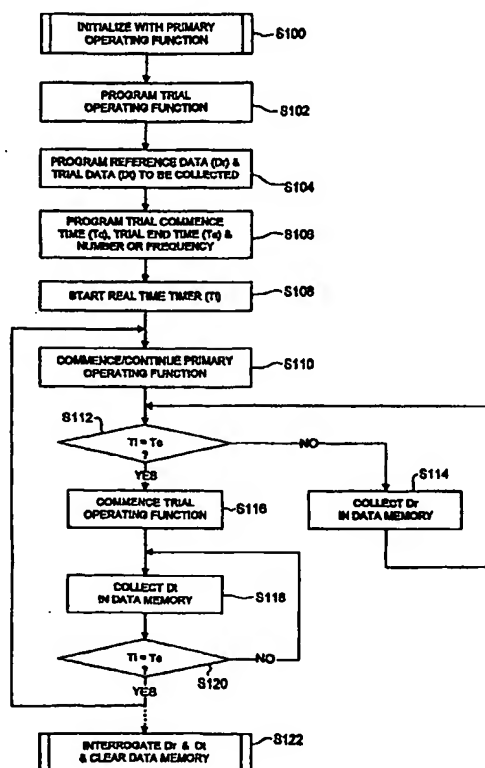 INITIALIZE WITH PRIMARY
OPERATING FUNCTION
S100
PROGRAM TRIAL
OPERATING FUNCTION
S102
PROGRAM REFERENCE DATA (Dr) &
TRIAL DATA (Dt) TO BE COLLECTED
S104
PROGRAM TRIAL COMMENCE
TIME (Tc), TRIAL END TIME (Te) &
NUMBER OR FREQUENCY
S106
START REAL TIME TIMER (Ti)
S108
COMMENCE/CONTINUE PRIMARY
OPERATING FUNCTION
S110
S112
Ti = Tc
?
NO
YES
S114
COLLECT Dr
IN DATA MEMORY
COMMENCE TRIAL
OPERATING FUNCTION
S116
COLLECT Dt
IN DATA MEMORY
S118
Ti = Te
?
NO
S120
YES
INTERROGATE Dr & Dt
& CLEAR DATA MEMORY
S122